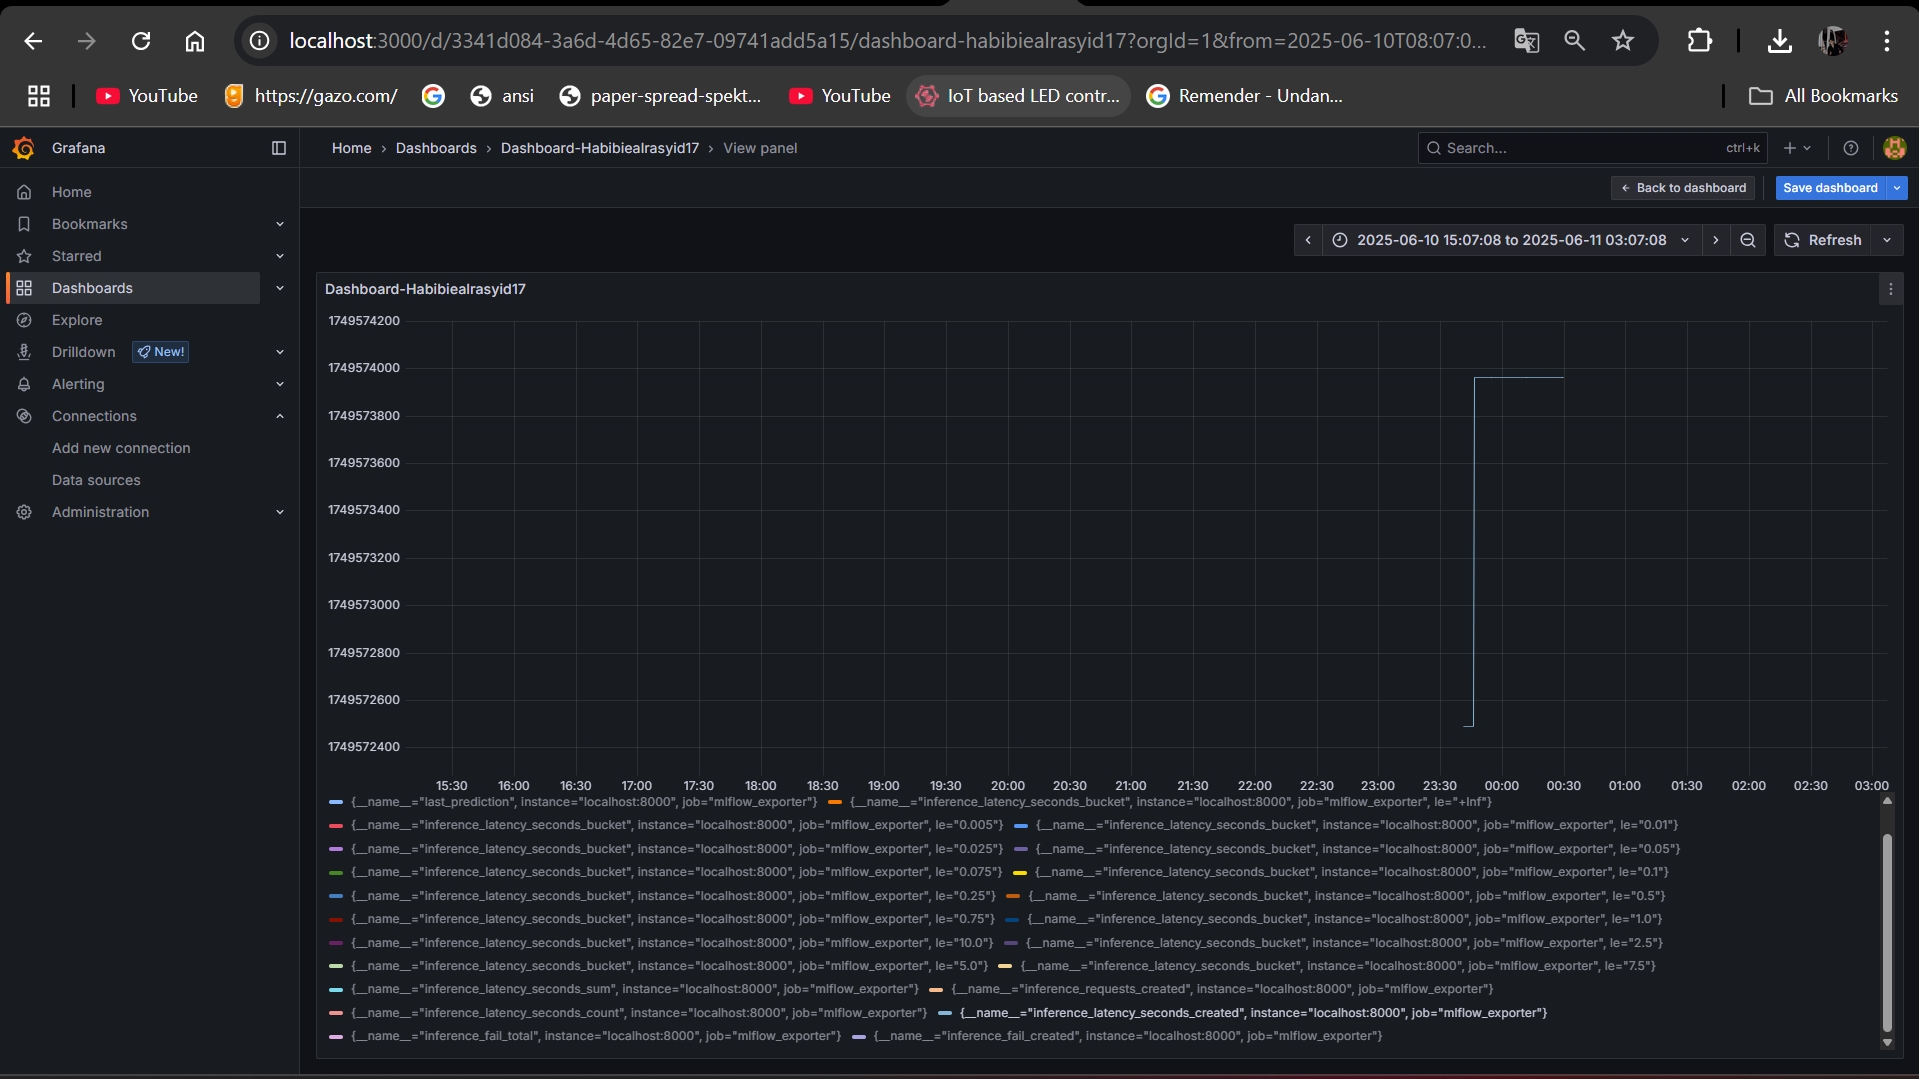 localhost:3000/d/3341d084-3a6d-4d65-82e7-09741add5a15/dashboard-habibiealrasyid17?orgId=1&from=2025-06-10T08:07:0...
YouTube https://gazo.com/ ansi paper-spread-spekt... YouTube IoT based LED contr... Remender - Undan... All Bookmarks
Grafana
Home › Dashboards › Dashboard-Habibiealrasyid17 › View panel
Search... ctrl+k
Home
Bookmarks
Starred
Dashboards
Explore
Drilldown New!
Alerting
Connections
Add new connection
Data sources
Administration
Back to dashboard Save dashboard
2025-06-10 15:07:08 to 2025-06-11 03:07:08 Refresh
Dashboard-Habibiealrasyid17
1749574200
1749574000
1749573800
1749573600
1749573400
1749573200
1749573000
1749572800
1749572600
1749572400
15:30 16:00 16:30 17:00 17:30 18:00 18:30 19:00 19:30 20:00 20:30 21:00 21:30 22:00 22:30 23:00 23:30 00:00 00:30 01:00 01:30 02:00 02:30 03:00
{__name__="last_prediction", instance="localhost:8000", job="mlflow_exporter"} {__name__="inference_latency_seconds_bucket", instance="localhost:8000", job="mlflow_exporter", le="+Inf"}
{__name__="inference_latency_seconds_bucket", instance="localhost:8000", job="mlflow_exporter", le="0.005"} {__name__="inference_latency_seconds_bucket", instance="localhost:8000", job="mlflow_exporter", le="0.01"}
{__name__="inference_latency_seconds_bucket", instance="localhost:8000", job="mlflow_exporter", le="0.025"} {__name__="inference_latency_seconds_bucket", instance="localhost:8000", job="mlflow_exporter", le="0.05"}
{__name__="inference_latency_seconds_bucket", instance="localhost:8000", job="mlflow_exporter", le="0.075"} {__name__="inference_latency_seconds_bucket", instance="localhost:8000", job="mlflow_exporter", le="0.1"}
{__name__="inference_latency_seconds_bucket", instance="localhost:8000", job="mlflow_exporter", le="0.25"} {__name__="inference_latency_seconds_bucket", instance="localhost:8000", job="mlflow_exporter", le="0.5"}
{__name__="inference_latency_seconds_bucket", instance="localhost:8000", job="mlflow_exporter", le="0.75"} {__name__="inference_latency_seconds_bucket", instance="localhost:8000", job="mlflow_exporter", le="1.0"}
{__name__="inference_latency_seconds_bucket", instance="localhost:8000", job="mlflow_exporter", le="10.0"} {__name__="inference_latency_seconds_bucket", instance="localhost:8000", job="mlflow_exporter", le="2.5"}
{__name__="inference_latency_seconds_bucket", instance="localhost:8000", job="mlflow_exporter", le="5.0"} {__name__="inference_latency_seconds_bucket", instance="localhost:8000", job="mlflow_exporter", le="7.5"}
{__name__="inference_latency_seconds_sum", instance="localhost:8000", job="mlflow_exporter"} {__name__="inference_requests_created", instance="localhost:8000", job="mlflow_exporter"}
{__name__="inference_latency_seconds_count", instance="localhost:8000", job="mlflow_exporter"} {__name__="inference_latency_seconds_created", instance="localhost:8000", job="mlflow_exporter"}
{__name__="inference_fail_total", instance="localhost:8000", job="mlflow_exporter"} {__name__="inference_fail_created", instance="localhost:8000", job="mlflow_exporter"}